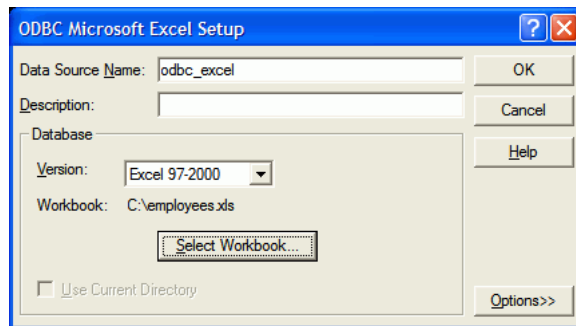 ODBC Microsoft Excel Setup
Data Source Name: odbc_excel
OK
Description:
Cancel
Database
Help
Version: Excel 97-2000
Workbook: C:\employees.xls
Select Workbook...
Use Current Directory
Options>>